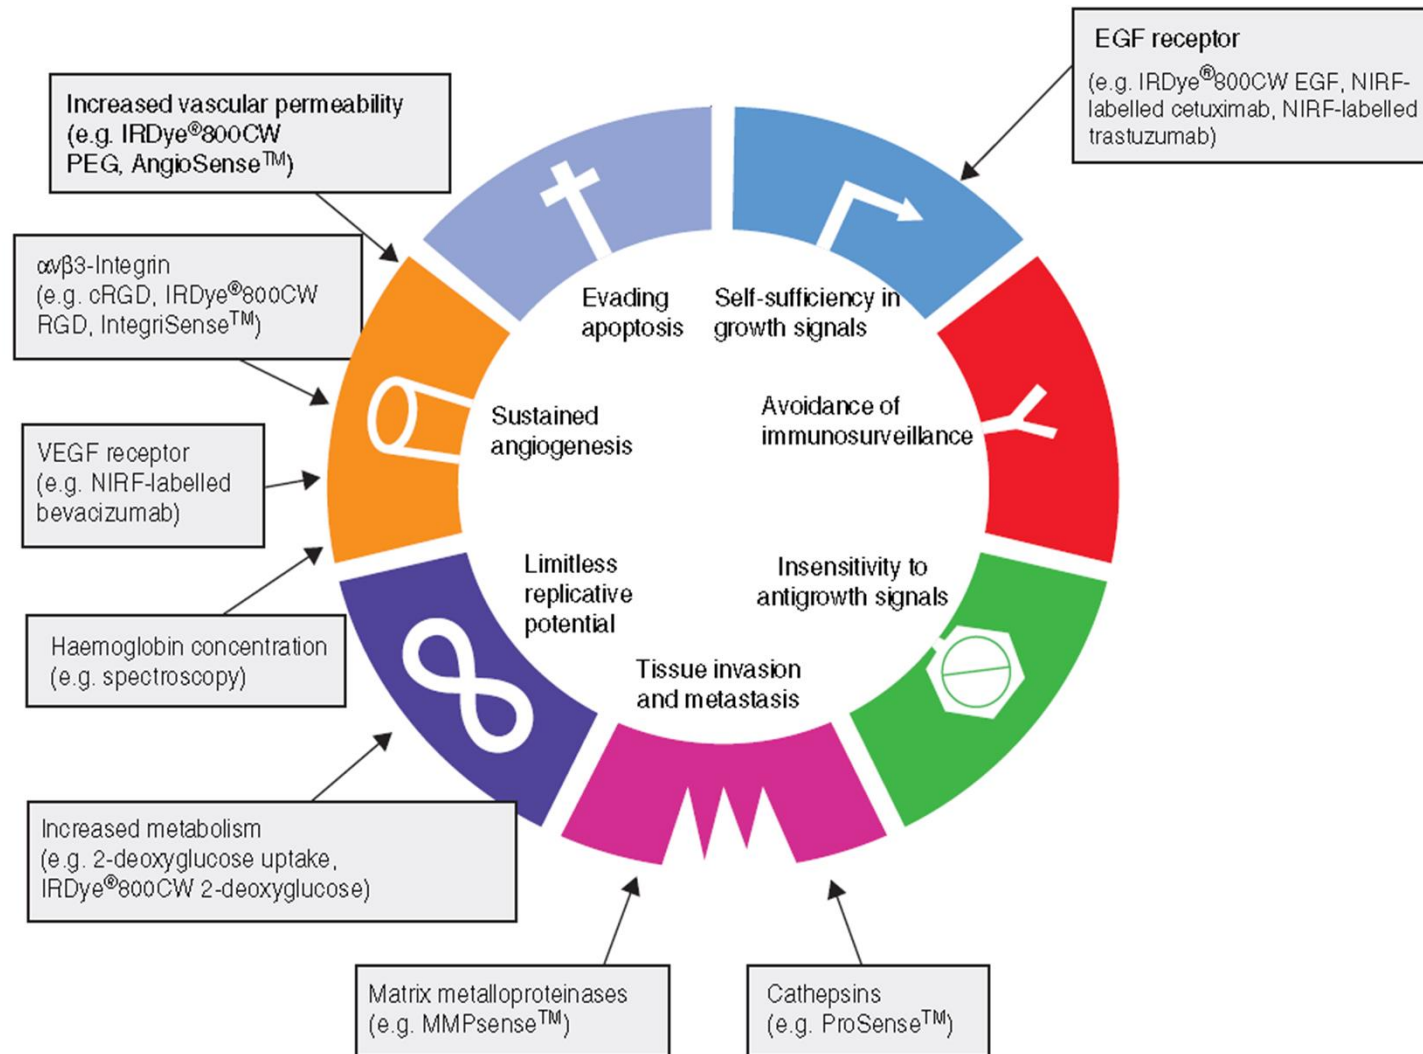 EGF receptor
(e.g. IRDye®800CW EGF, NIRF-
labelled cetuximab, NIRF-labelled
trastuzumab)
Increased vascular permeability
(e.g. IRDye®800CW
PEG, AngioSense™)
αvβ3-Integrin
(e.g. cRGD, IRDye®800CW
RGD, IntegriSense™)
VEGF receptor
(e.g. NIRF-labelled
bevacizumab)
Haemoglobin concentration
(e.g. spectroscopy)
Increased metabolism
(e.g. 2-deoxyglucose uptake,
IRDye®800CW 2-deoxyglucose)
Matrix metalloproteinases
(e.g. MMPsense™)
Cathepsins
(e.g. ProSense™)
Evading
apoptosis
Self-sufficiency in
growth signals
Sustained
angiogenesis
Avoidance of
immunosurveillance
Limitless
replicative
potential
Insensitivity to
antigrowth signals
Tissue invasion
and metastasis